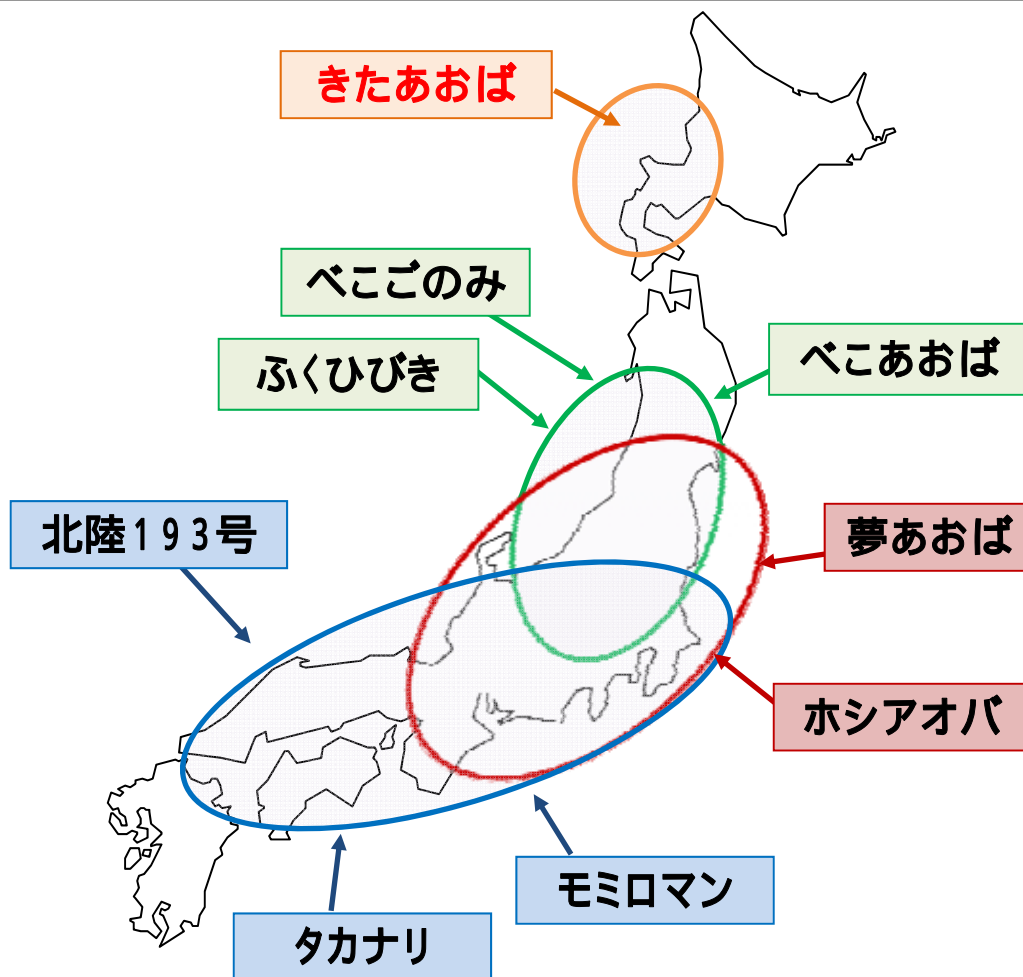 きたあおば
べこごのみ
べこあおば
ふくひびき
北陸193号
夢あおば
ホシアオバ
モミロマン
タカナリ